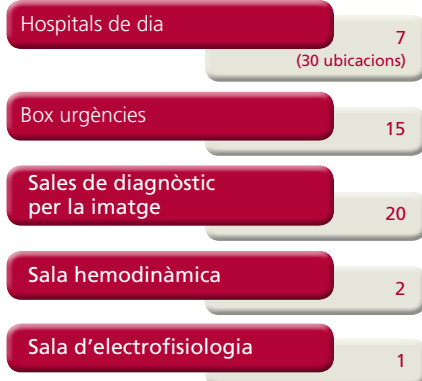 Hospitals de dia
7
(30 ubicacions)
Box urgències
15
Sales de diagnòstic
per la imatge
20
Sala hemodinàmica
2
Sala d'electrofisiologia
1